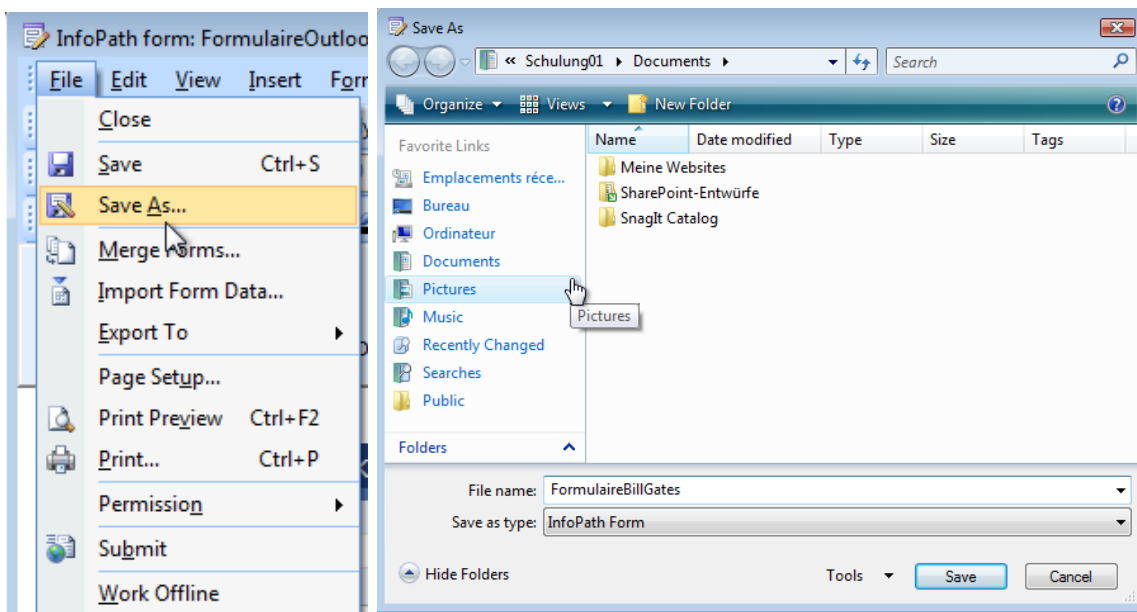 InfoPath form: FormulaireOutloo
File Edit View Insert Forr
Close
Save Ctrl+S
Save As...
Merge Forms...
Import Form Data...
Export To
Page Setup...
Print Preview Ctrl+F2
Print... Ctrl+P
Permission
Submit
Work Offline
Save As
« Schulung01 Documents
Search
Organize Views New Folder
Favorite Links
Name Date modified Type Size Tags
Emplacements réce...
Bureau
Ordinateur
Documents
Pictures
Music
Recently Changed
Searches
Public
Folders
Meine Websites
SharePoint-Entwürfe
SnagIt Catalog
Pictures
File name: FormulaireBillGates
Save as type: InfoPath Form
Hide Folders Tools Save Cancel